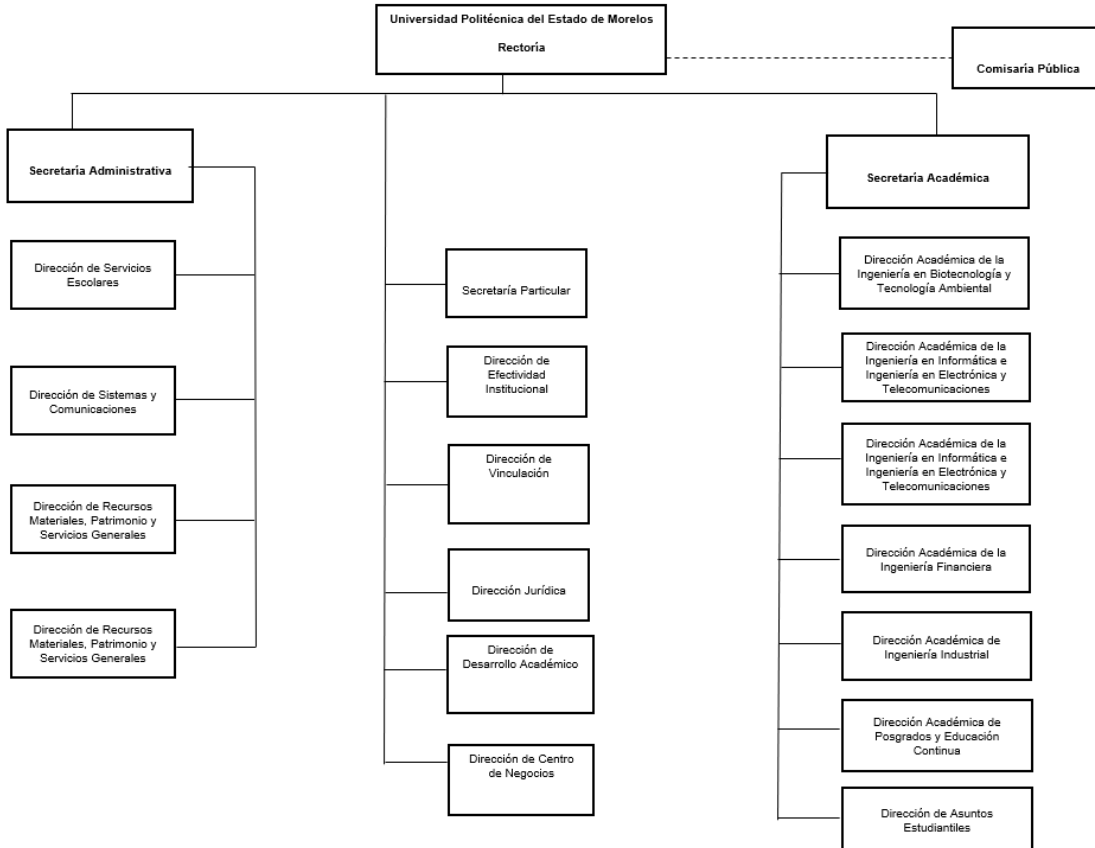 Universidad Politécnica del Estado de Morelos
Rectoría
Comisaría Pública
Secretaría Administrativa
Dirección de Servicios
Escolares
Dirección de Sistemas y
Comunicaciones
Dirección de Recursos
Materiales, Patrimonio y
Servicios Generales
Dirección de Recursos
Materiales, Patrimonio y
Servicios Generales
Secretaría Particular
Dirección de
Efectividad
Institucional
Dirección de
Vinculación
Dirección Jurídica
Dirección de
Desarrollo Académico
Dirección de Centro
de Negocios
Secretaría Académica
Dirección Académica de la
Ingeniería en Biotecnología y
Tecnología Ambiental
Dirección Académica de la
Ingeniería en Informática e
Ingeniería en Electrónica y
Telecomunicaciones
Dirección Académica de la
Ingeniería en Informática e
Ingeniería en Electrónica y
Telecomunicaciones
Dirección Académica de la
Ingeniería Financiera
Dirección Académica de
Ingeniería Industrial
Dirección Académica de
Posgrados y Educación
Continua
Dirección de Asuntos
Estudiantiles